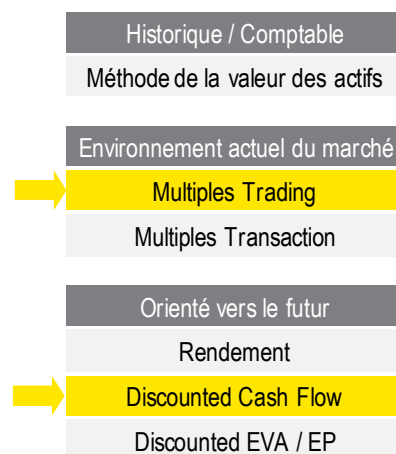 Historique / Comptable
Méthode de la valeur des actifs
Environnement actuel du marché
Multiples Trading
Multiples Transaction
Orienté vers le futur
Rendement
Discounted Cash Flow
Discounted EVA / EP